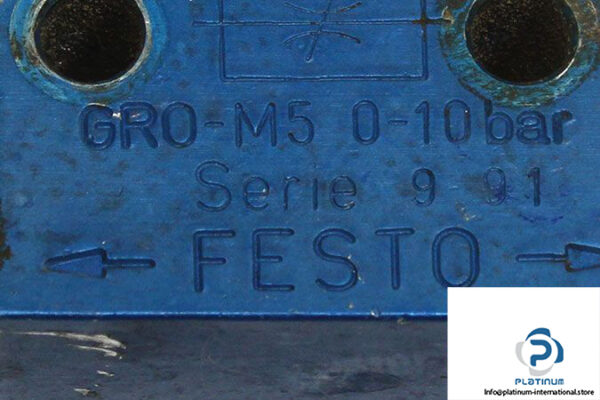 GRO-M5 0-10 bar
Serie 9 91
FESTO
PLATINUM
Info@platinum-international.store